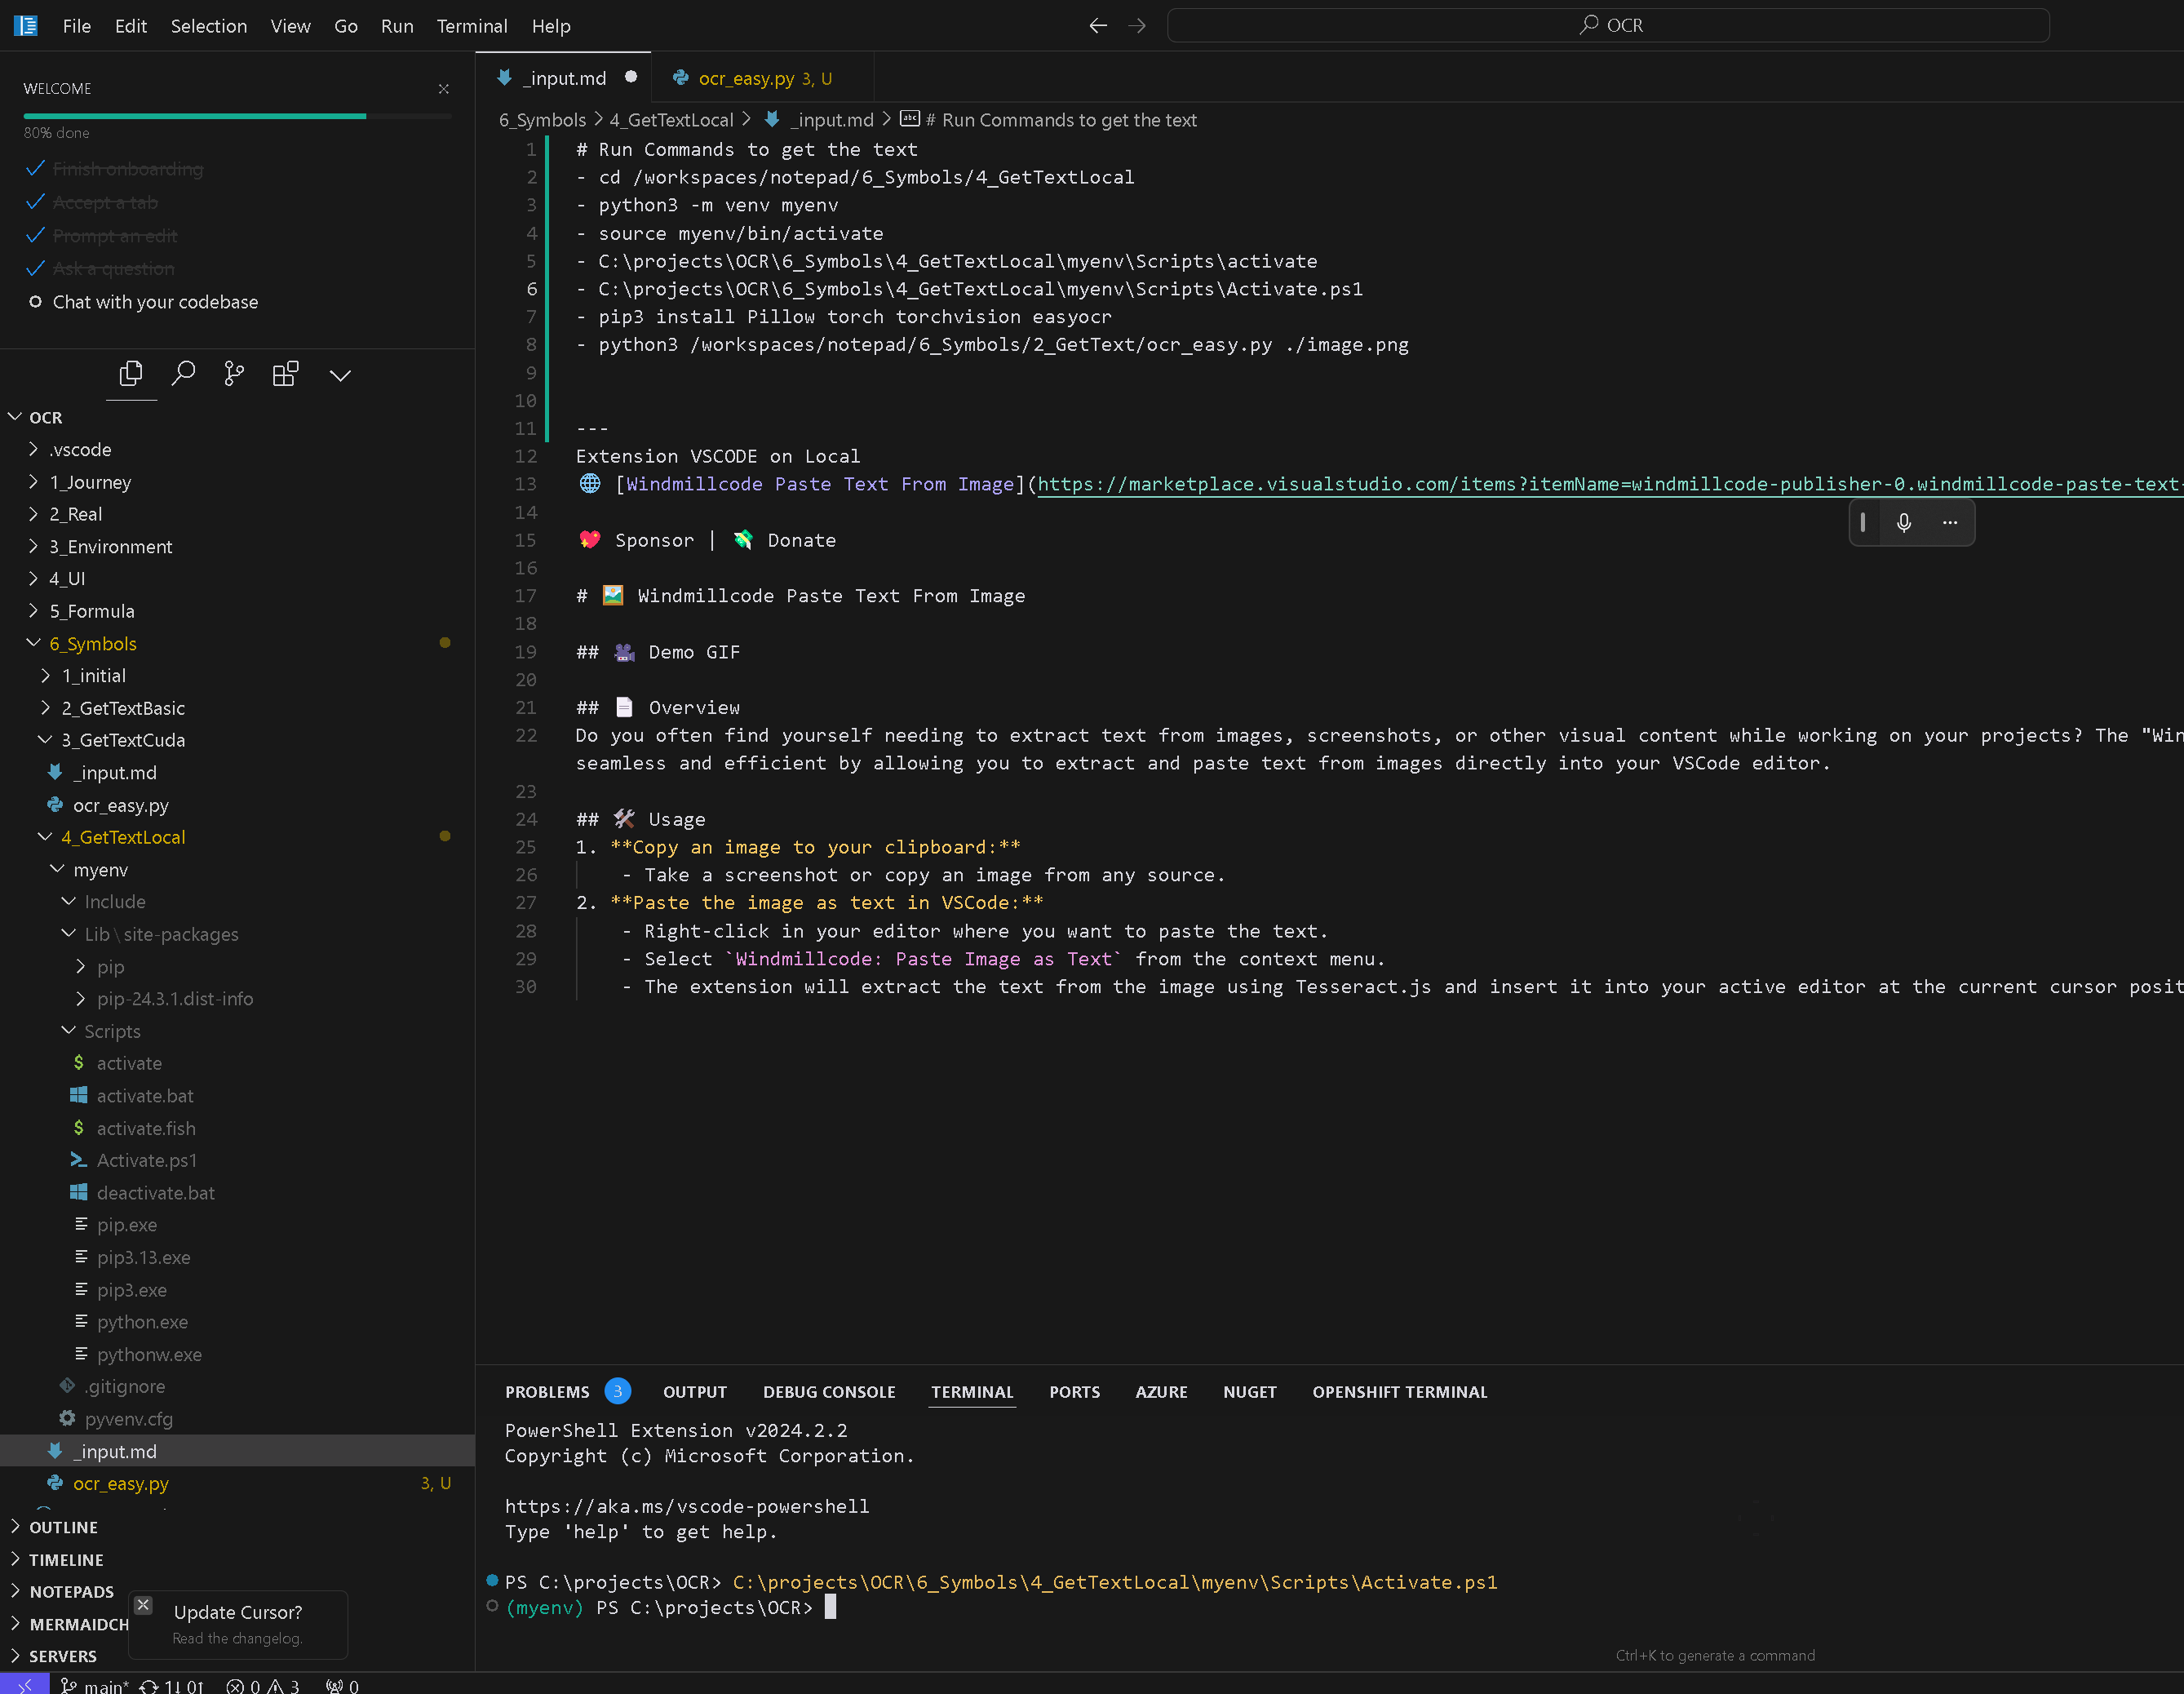 File Edit Selection View Go Run Terminal Help
OCR
WELCOME
80% done
Finish onboarding
Accept a tab
Prompt an edit
Ask a question
Chat with your codebase
OCR
.vscode
1_Journey
2_Real
3_Environment
4_UI
5_Formula
6_Symbols
1_initial
2_GetTextBasic
3_GetTextCuda
_input.md
ocr_easy.py
4_GetTextLocal
myenv
Include
Lib\site-packages
pip
pip-24.3.1.dist-info
Scripts
activate
activate.bat
activate.fish
Activate.ps1
deactivate.bat
pip.exe
pip3.13.exe
pip3.exe
python.exe
pythonw.exe
.gitignore
pyvenv.cfg
_input.md
ocr_easy.py 3, U
OUTLINE
TIMELINE
NOTEPADS
MERMAIDCH
SERVERS
Update Cursor?
Read the changelog.
_input.md
ocr_easy.py 3, U
6_Symbols > 4_GetTextLocal > _input.md > abc # Run Commands to get the text
1 # Run Commands to get the text
2 - cd /workspaces/notepad/6_Symbols/4_GetTextLocal
3 - python3 -m venv myenv
4 - source myenv/bin/activate
5 - C:\projects\OCR\6_Symbols\4_GetTextLocal\myenv\Scripts\activate
6 - C:\projects\OCR\6_Symbols\4_GetTextLocal\myenv\Scripts\Activate.ps1
7 - pip3 install Pillow torch torchvision easyocr
8 - python3 /workspaces/notepad/6_Symbols/2_GetText/ocr_easy.py ./image.png
9
10
11 ---
12 Extension VSCODE on Local
13 🌐 [Windmillcode Paste Text From Image](https://marketplace.visualstudio.com/items?itemName=windmillcode-publisher-0.windmillcode-paste-text-
14
15 💖 Sponsor | 💸 Donate
16
17 # 🖼️ Windmillcode Paste Text From Image
18
19 ## 🎥 Demo GIF
20
21 ## 📄 Overview
22 Do you often find yourself needing to extract text from images, screenshots, or other visual content while working on your projects? The "Win
seamless and efficient by allowing you to extract and paste text from images directly into your VSCode editor.
23
24 ## 🛠️ Usage
25 1. **Copy an image to your clipboard:**
26 - Take a screenshot or copy an image from any source.
27 2. **Paste the image as text in VSCode:**
28 - Right-click in your editor where you want to paste the text.
29 - Select `Windmillcode: Paste Image as Text` from the context menu.
30 - The extension will extract the text from the image using Tesseract.js and insert it into your active editor at the current cursor posit
PROBLEMS 3 OUTPUT DEBUG CONSOLE TERMINAL PORTS AZURE NUGET OPENSHIFT TERMINAL
PowerShell Extension v2024.2.2
Copyright (c) Microsoft Corporation.
https://aka.ms/vscode-powershell
Type 'help' to get help.
PS C:\projects\OCR> C:\projects\OCR\6_Symbols\4_GetTextLocal\myenv\Scripts\Activate.ps1
(myenv) PS C:\projects\OCR>
Ctrl+K to generate a command
main* 1↓ 0↑ 0 3 0